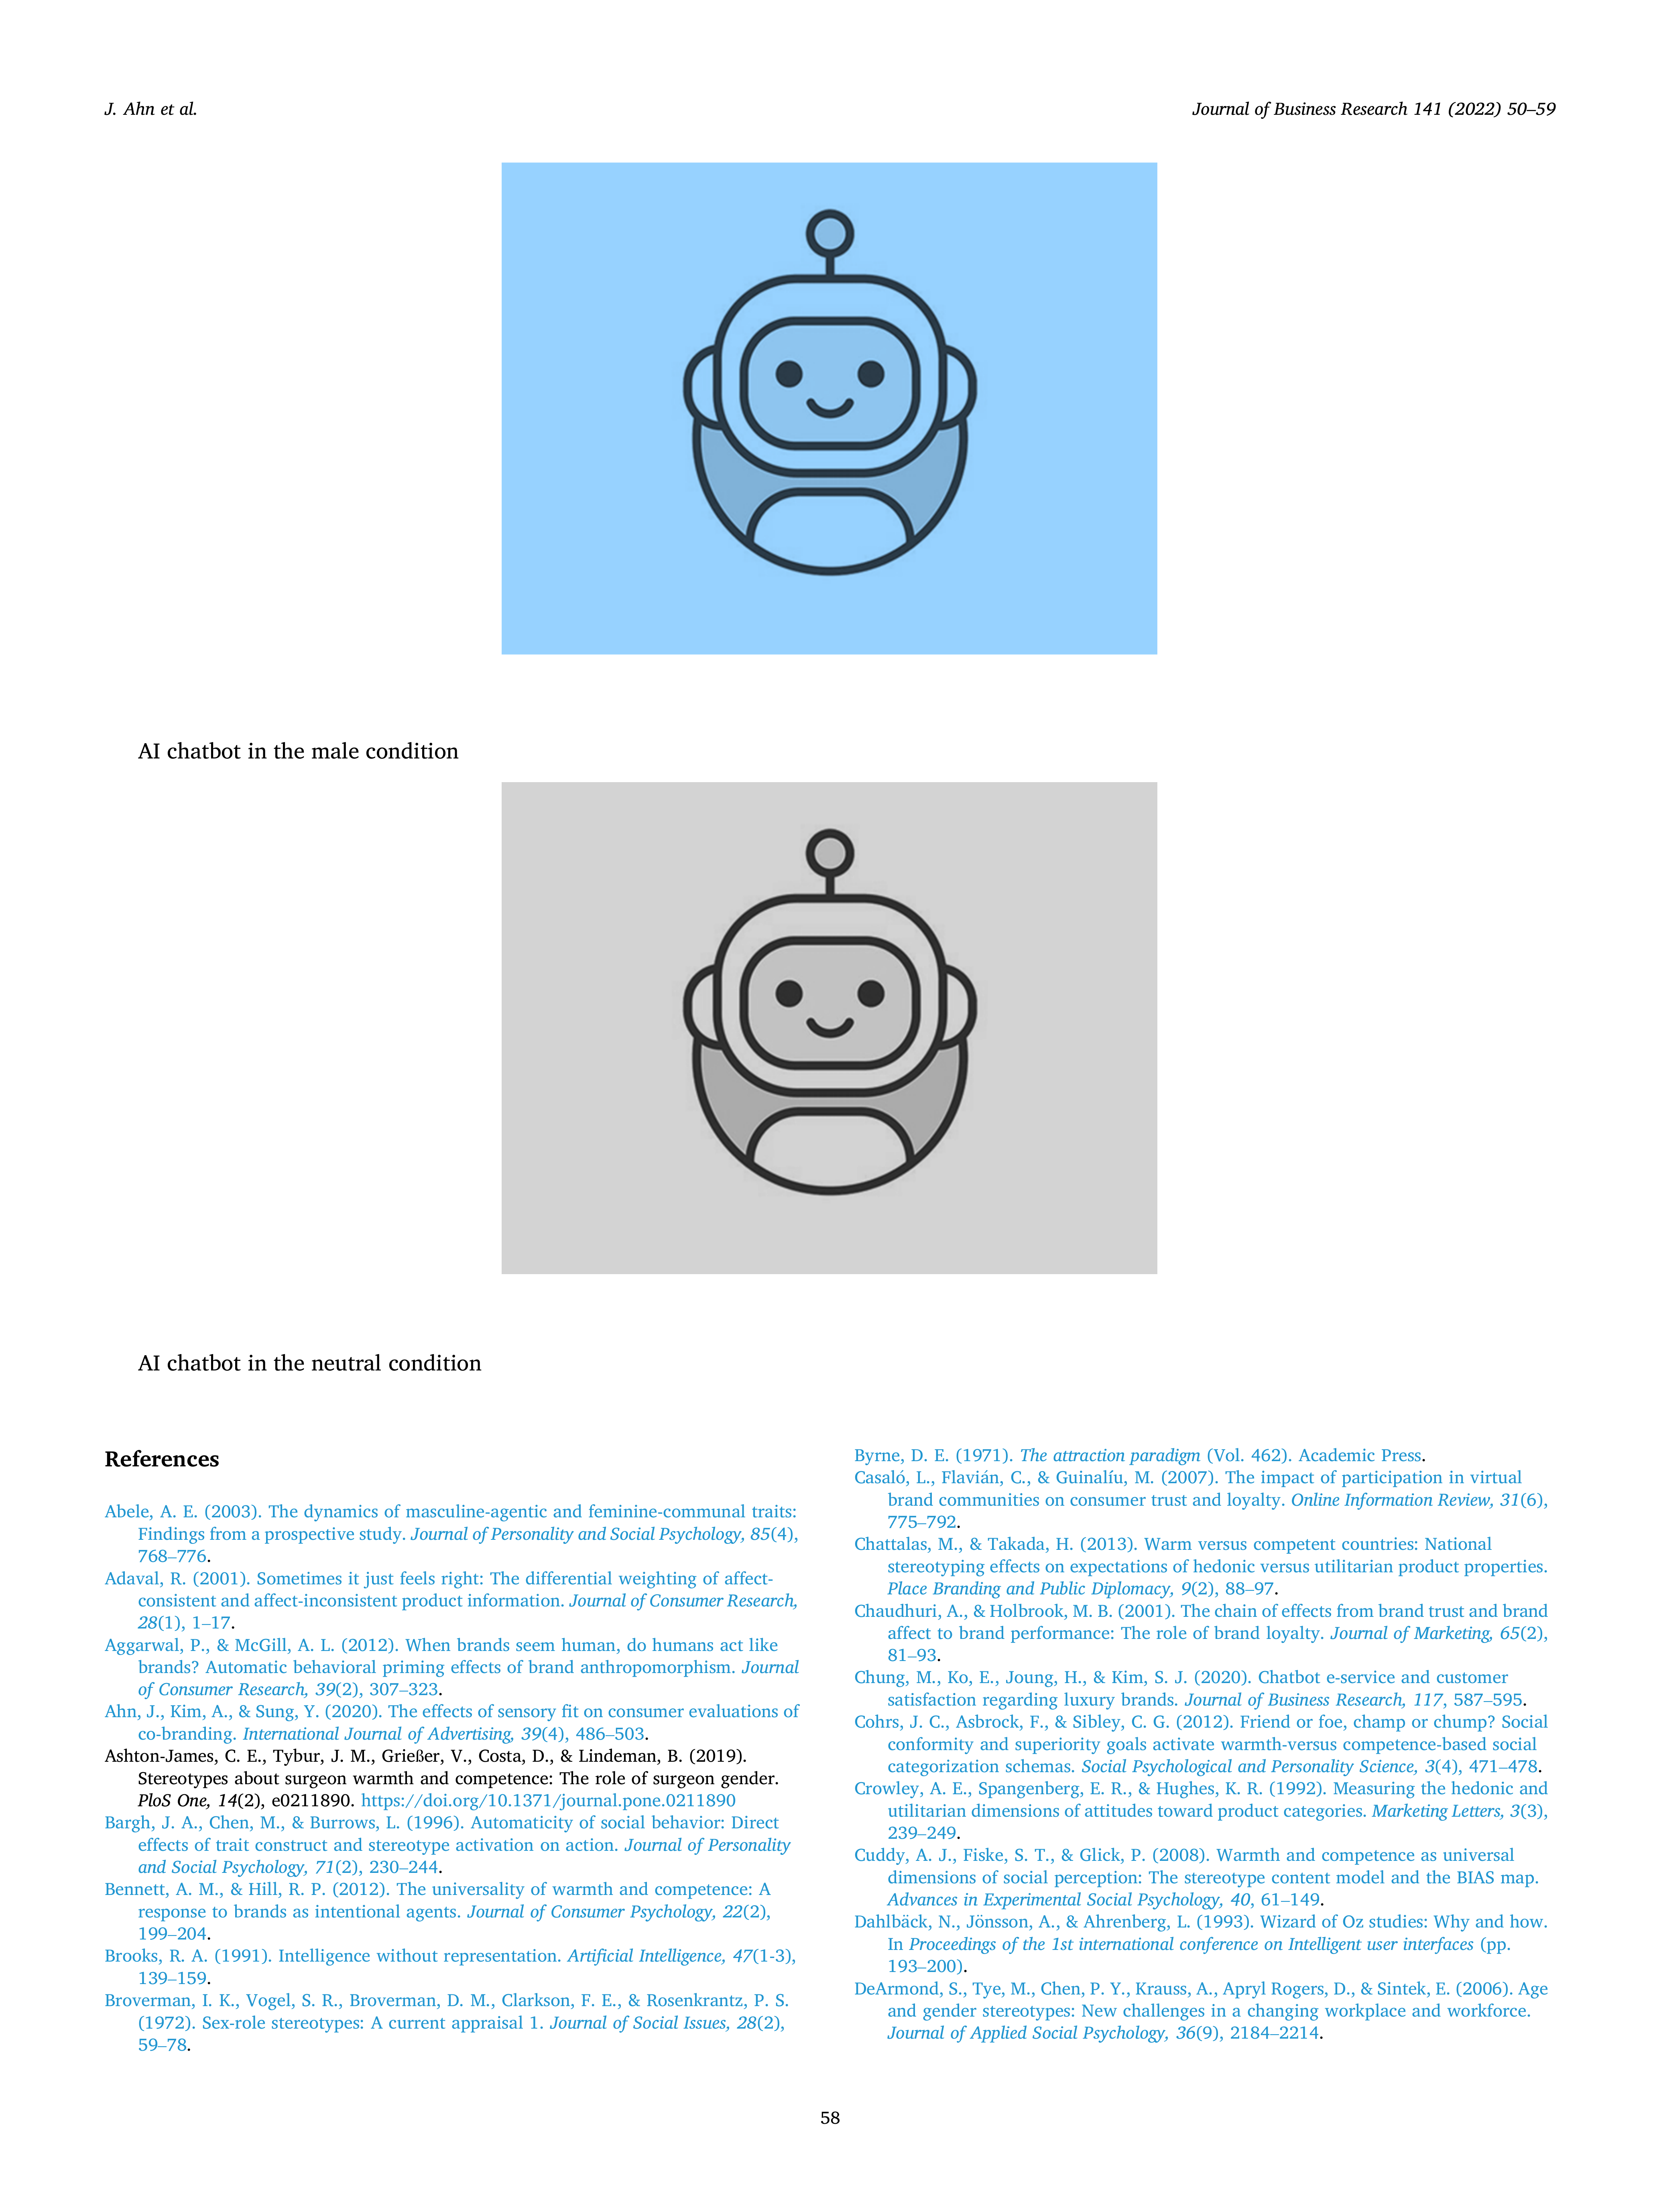 J. Ahn et al.
Journal of Business Research 141 (2022) 50–59
AI chatbot in the male condition
AI chatbot in the neutral condition
References
Abele, A. E. (2003). The dynamics of masculine-agentic and feminine-communal traits:
Findings from a prospective study. Journal of Personality and Social Psychology, 85(4),
768–776.
Adaval, R. (2001). Sometimes it just feels right: The differential weighting of affect-
consistent and affect-inconsistent product information. Journal of Consumer Research,
28(1), 1–17.
Aggarwal, P., & McGill, A. L. (2012). When brands seem human, do humans act like
brands? Automatic behavioral priming effects of brand anthropomorphism. Journal
of Consumer Research, 39(2), 307–323.
Ahn, J., Kim, A., & Sung, Y. (2020). The effects of sensory fit on consumer evaluations of
co-branding. International Journal of Advertising, 39(4), 486–503.
Ashton-James, C. E., Tybur, J. M., Grießer, V., Costa, D., & Lindeman, B. (2019).
Stereotypes about surgeon warmth and competence: The role of surgeon gender.
PloS One, 14(2), e0211890. https://doi.org/10.1371/journal.pone.0211890
Bargh, J. A., Chen, M., & Burrows, L. (1996). Automaticity of social behavior: Direct
effects of trait construct and stereotype activation on action. Journal of Personality
and Social Psychology, 71(2), 230–244.
Bennett, A. M., & Hill, R. P. (2012). The universality of warmth and competence: A
response to brands as intentional agents. Journal of Consumer Psychology, 22(2),
199–204.
Brooks, R. A. (1991). Intelligence without representation. Artificial Intelligence, 47(1-3),
139–159.
Broverman, I. K., Vogel, S. R., Broverman, D. M., Clarkson, F. E., & Rosenkrantz, P. S.
(1972). Sex-role stereotypes: A current appraisal 1. Journal of Social Issues, 28(2),
59–78.
Byrne, D. E. (1971). The attraction paradigm (Vol. 462). Academic Press.
Casaló, L., Flavián, C., & Guinalíu, M. (2007). The impact of participation in virtual
brand communities on consumer trust and loyalty. Online Information Review, 31(6),
775–792.
Chattalas, M., & Takada, H. (2013). Warm versus competent countries: National
stereotyping effects on expectations of hedonic versus utilitarian product properties.
Place Branding and Public Diplomacy, 9(2), 88–97.
Chaudhuri, A., & Holbrook, M. B. (2001). The chain of effects from brand trust and brand
affect to brand performance: The role of brand loyalty. Journal of Marketing, 65(2),
81–93.
Chung, M., Ko, E., Joung, H., & Kim, S. J. (2020). Chatbot e-service and customer
satisfaction regarding luxury brands. Journal of Business Research, 117, 587–595.
Cohrs, J. C., Asbrock, F., & Sibley, C. G. (2012). Friend or foe, champ or chump? Social
conformity and superiority goals activate warmth-versus competence-based social
categorization schemas. Social Psychological and Personality Science, 3(4), 471–478.
Crowley, A. E., Spangenberg, E. R., & Hughes, K. R. (1992). Measuring the hedonic and
utilitarian dimensions of attitudes toward product categories. Marketing Letters, 3(3),
239–249.
Cuddy, A. J., Fiske, S. T., & Glick, P. (2008). Warmth and competence as universal
dimensions of social perception: The stereotype content model and the BIAS map.
Advances in Experimental Social Psychology, 40, 61–149.
Dahlbäck, N., Jönsson, A., & Ahrenberg, L. (1993). Wizard of Oz studies: Why and how.
In Proceedings of the 1st international conference on Intelligent user interfaces (pp.
193–200).
DeArmond, S., Tye, M., Chen, P. Y., Krauss, A., Apryl Rogers, D., & Sintek, E. (2006). Age
and gender stereotypes: New challenges in a changing workplace and workforce.
Journal of Applied Social Psychology, 36(9), 2184–2214.
58